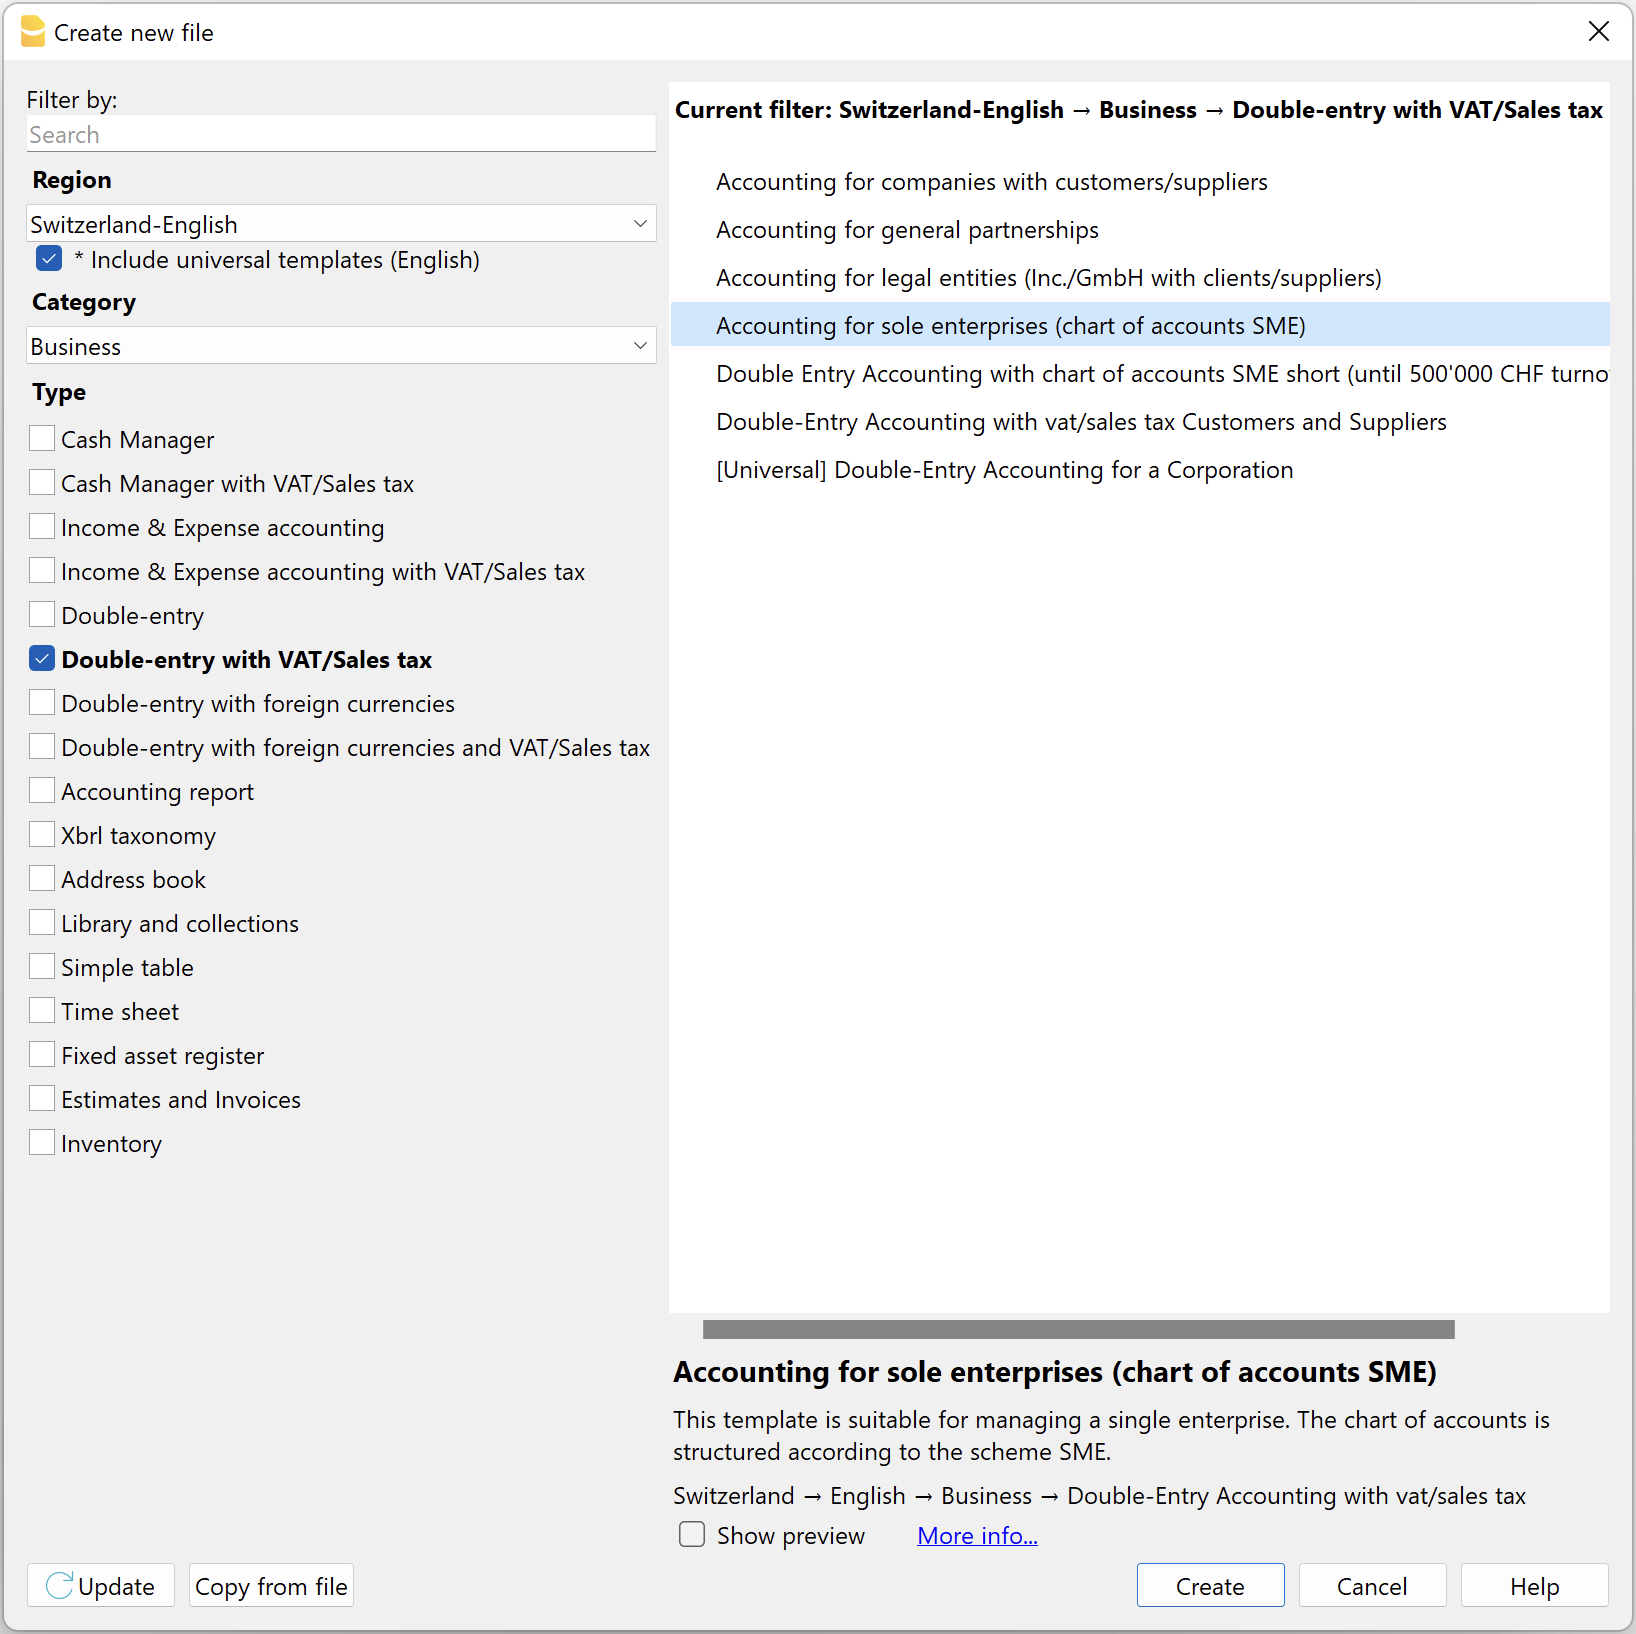 Create new file
Filter by:
Search
Region
Switzerland-English
* Include universal templates (English)
Category
Business
Type
Cash Manager
Cash Manager with VAT/Sales tax
Income & Expense accounting
Income & Expense accounting with VAT/Sales tax
Double-entry
Double-entry with VAT/Sales tax
Double-entry with foreign currencies
Double-entry with foreign currencies and VAT/Sales tax
Accounting report
Xbrl taxonomy
Address book
Library and collections
Simple table
Time sheet
Fixed asset register
Estimates and Invoices
Inventory
Current filter: Switzerland-English → Business → Double-entry with VAT/Sales tax
Accounting for companies with customers/suppliers
Accounting for general partnerships
Accounting for legal entities (Inc./GmbH with clients/suppliers)
Accounting for sole enterprises (chart of accounts SME)
Double Entry Accounting with chart of accounts SME short (until 500'000 CHF turno
Double-Entry Accounting with vat/sales tax Customers and Suppliers
[Universal] Double-Entry Accounting for a Corporation
Accounting for sole enterprises (chart of accounts SME)
This template is suitable for managing a single enterprise. The chart of accounts is
structured according to the scheme SME.
Switzerland → English → Business → Double-Entry Accounting with vat/sales tax
Show preview More info...
Update Copy from file Create Cancel Help